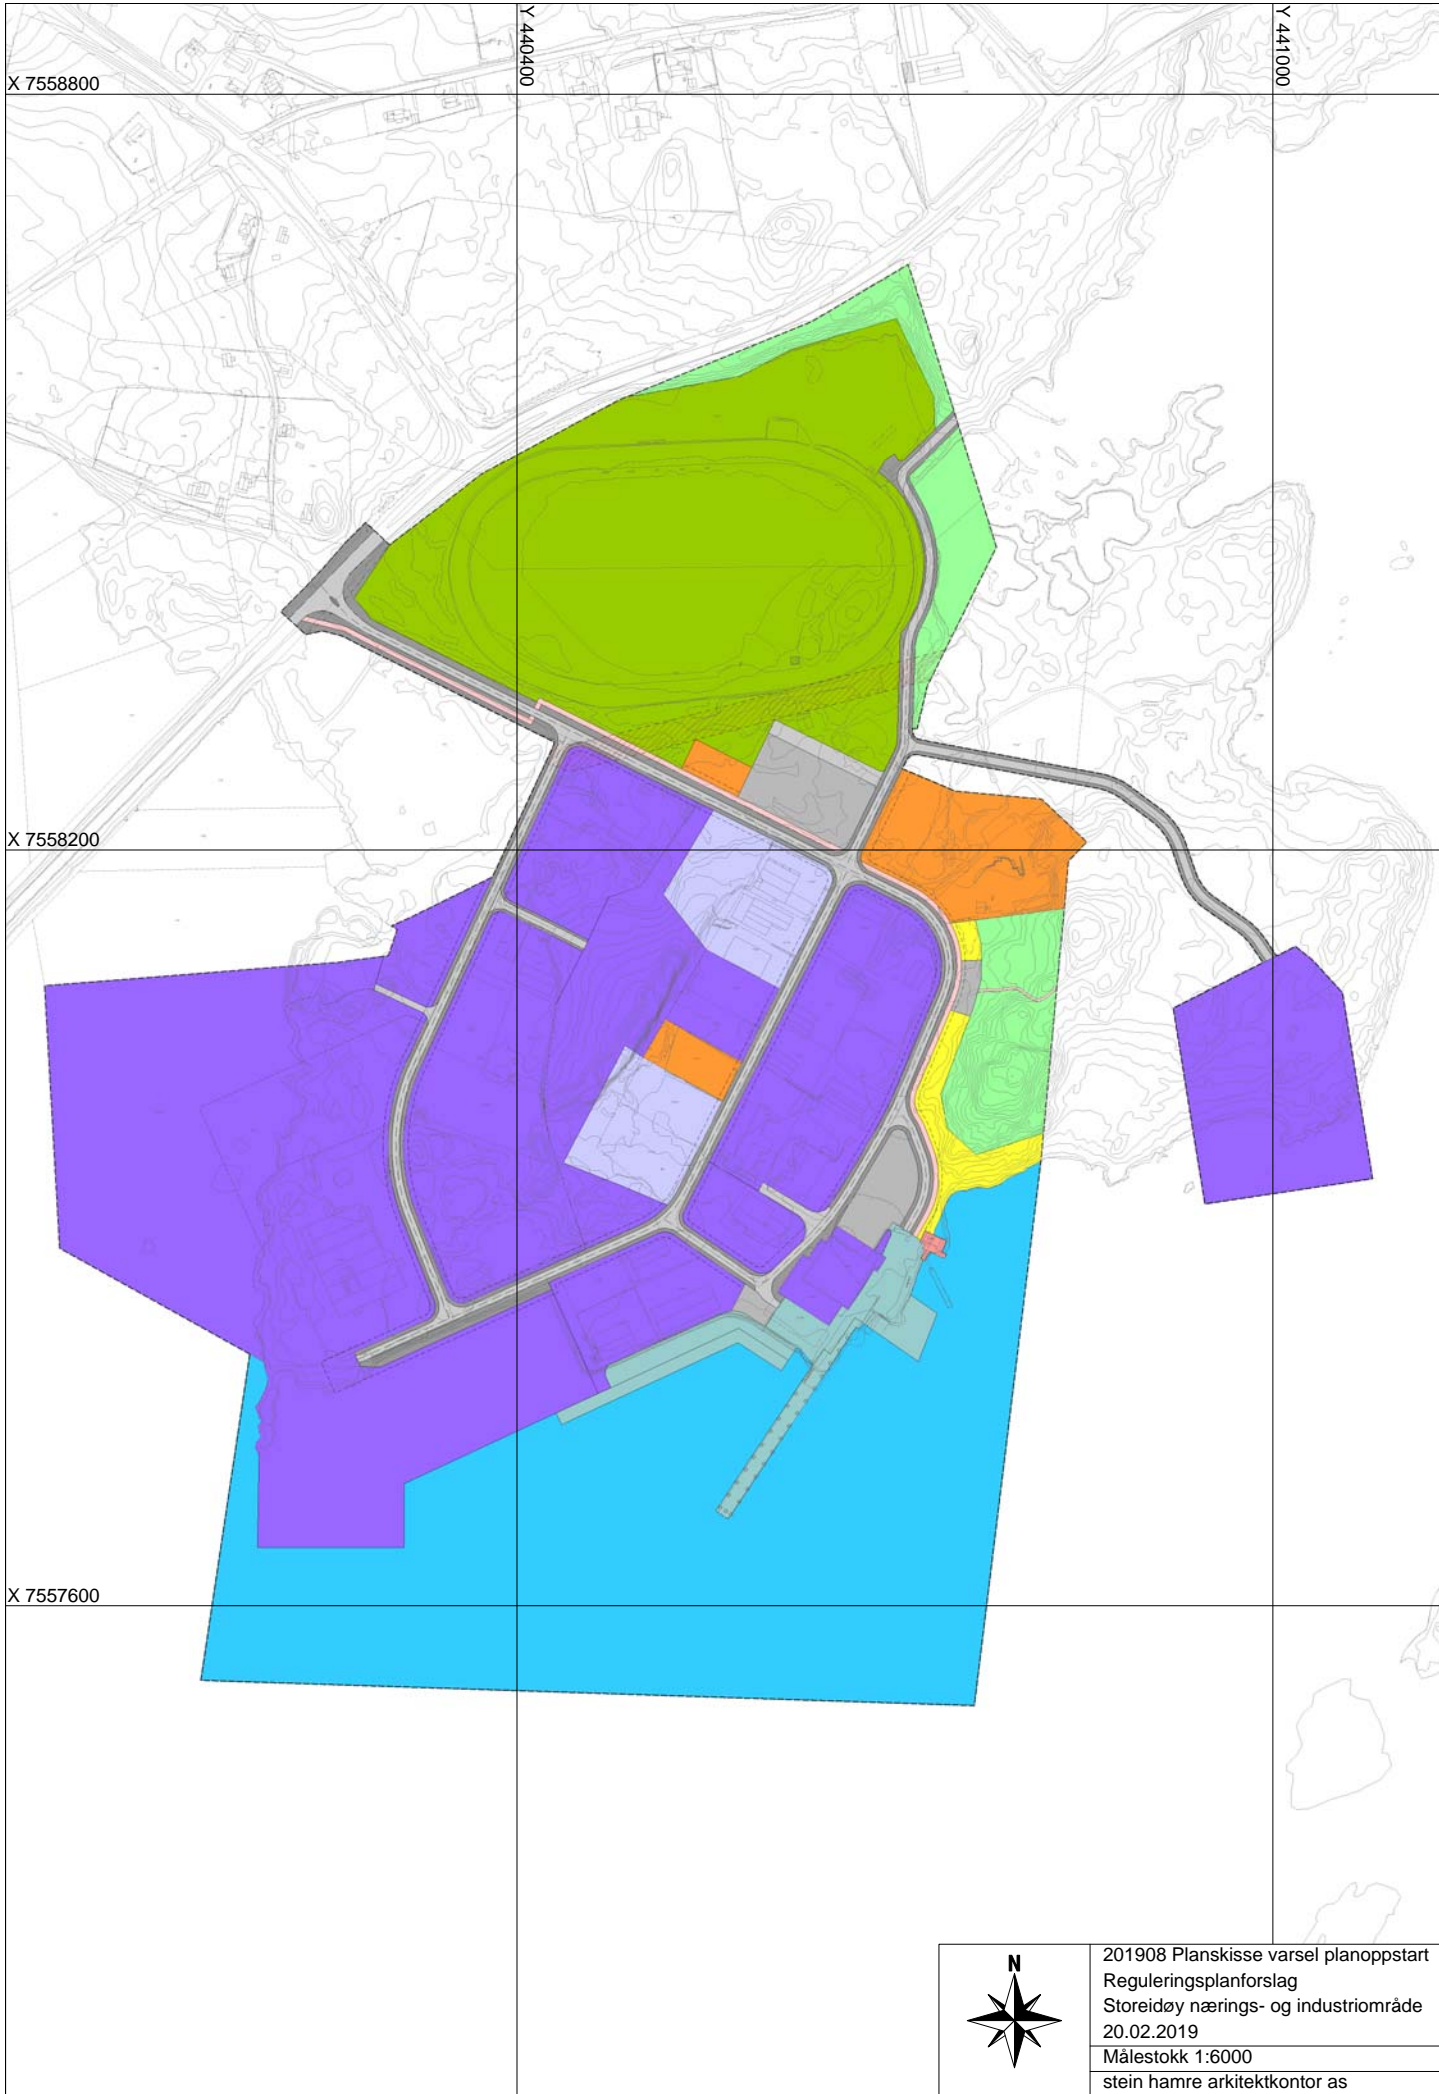 Y 440400
Y 441000
X 7558800
X 7558200
X 7557600
N
201908 Planskisse varsel planoppstart
Reguleringsplanforslag
Storeidøy nærings- og industriområde
20.02.2019
Målestokk 1:6000
stein hamre arkitektkontor as